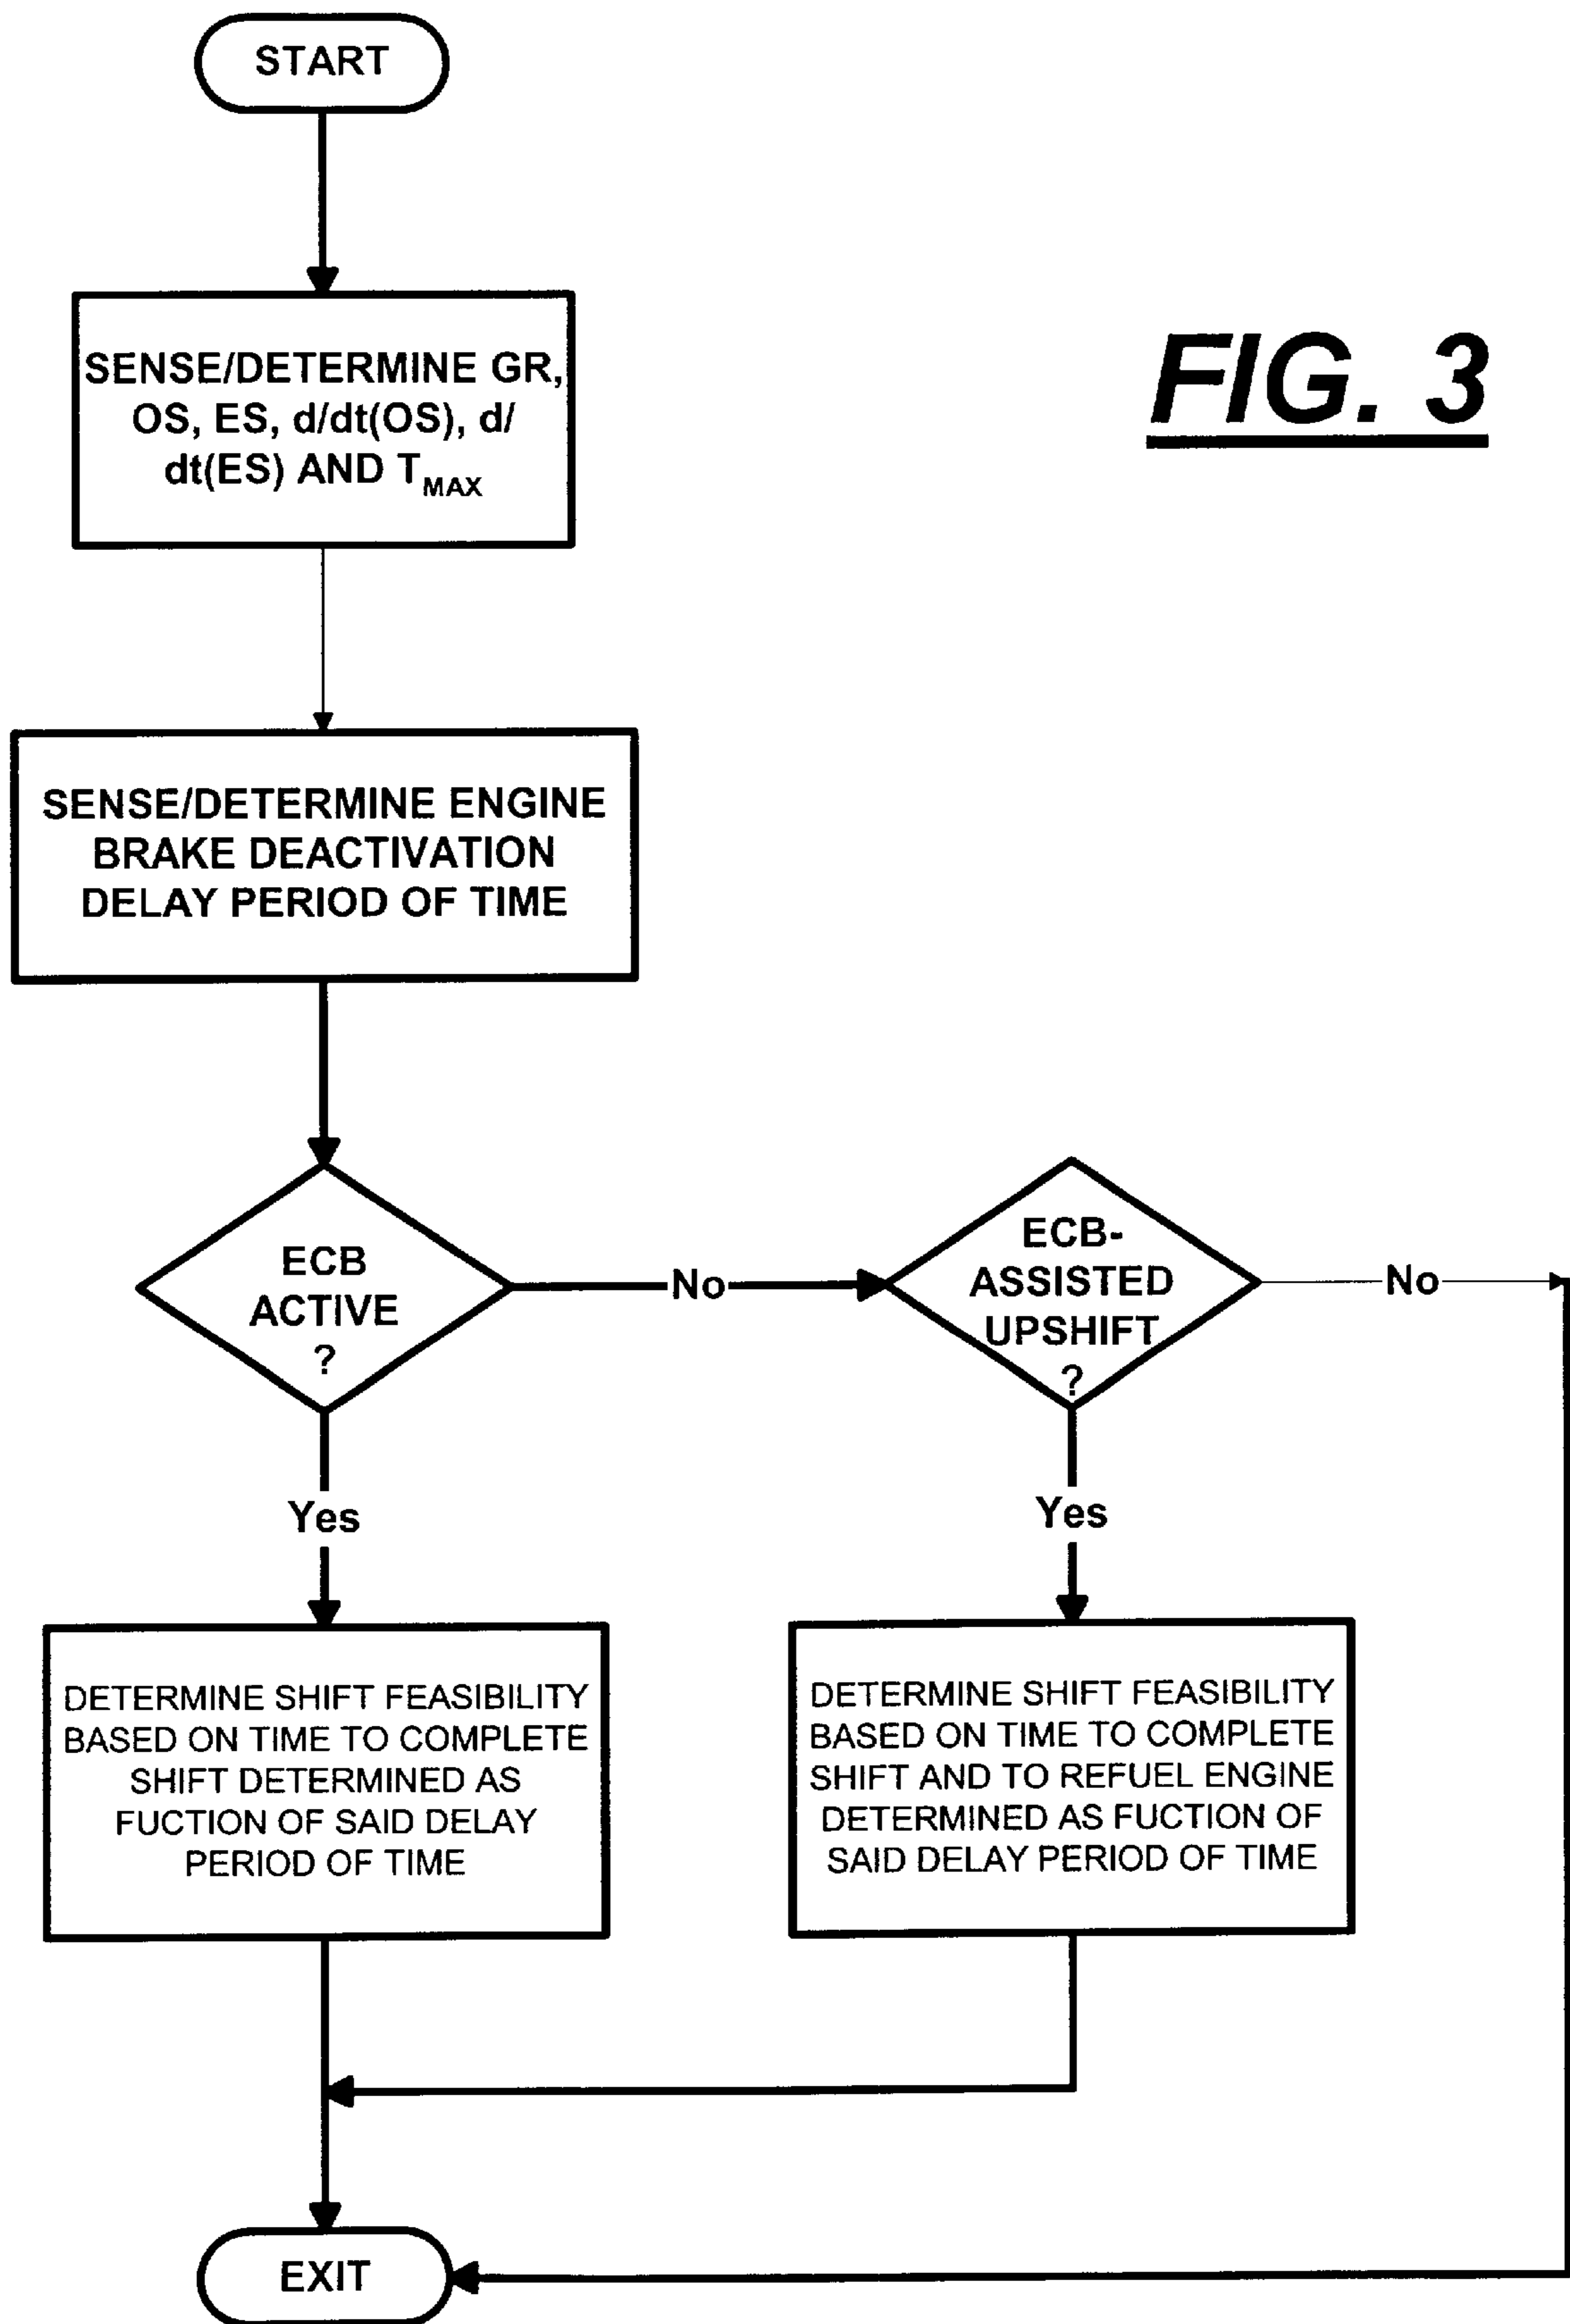 START
SENSE/DETERMINE GR,
OS, ES, d/dt(OS), d/
dt(ES) AND TMAX
FIG. 3
SENSE/DETERMINE ENGINE
BRAKE DEACTIVATION
DELAY PERIOD OF TIME
ECB
ACTIVE
?
No
ECB-
ASSISTED
UPSHIFT
?
No
Yes
Yes
DETERMINE SHIFT FEASIBILITY
BASED ON TIME TO COMPLETE
SHIFT DETERMINED AS
FUCTION OF SAID DELAY
PERIOD OF TIME
DETERMINE SHIFT FEASIBILITY
BASED ON TIME TO COMPLETE
SHIFT AND TO REFUEL ENGINE
DETERMINED AS FUCTION OF
SAID DELAY PERIOD OF TIME
EXIT